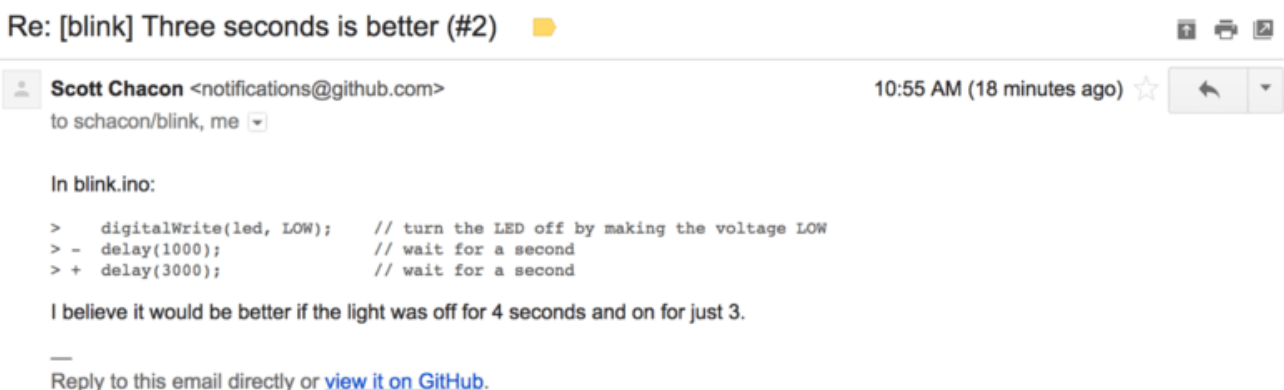 Re: [blink] Three seconds is better (#2)
Scott Chacon <notifications@github.com>
10:55 AM (18 minutes ago)
to schacon/blink, me
In blink.ino:
>     digitalWrite(led, LOW);    // turn the LED off by making the voltage LOW
> -  delay(1000);               // wait for a second
> +  delay(3000);               // wait for a second
I believe it would be better if the light was off for 4 seconds and on for just 3.
—
Reply to this email directly or view it on GitHub.